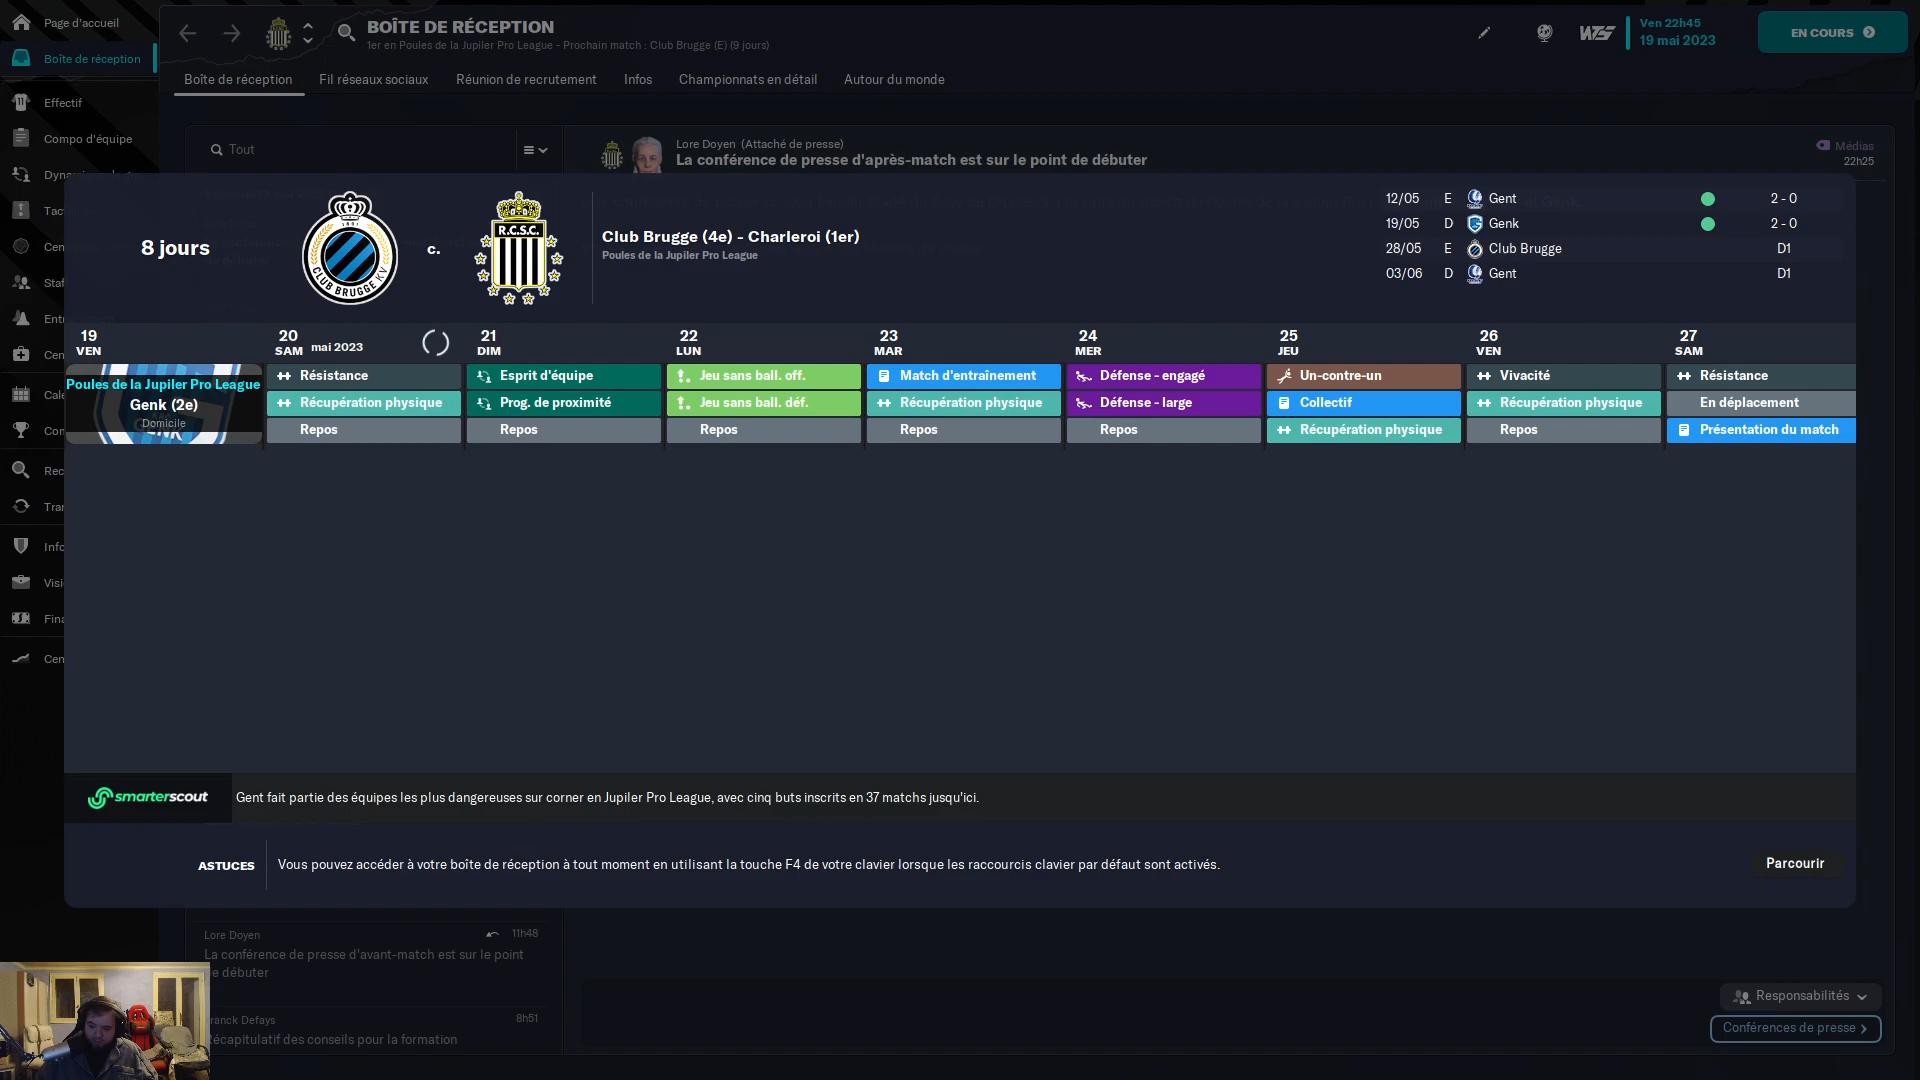 Page d'accueil
Boîte de réception
Effectif
Compo d'équipe
BOÎTE DE RÉCEPTION
1er en Poules de la Jupiler Pro League - Prochain match : Club Brugge (E) (9 jours)
Ven 22h45
19 mai 2023
EN COURS
Boîte de réception
Fil réseaux sociaux
Réunion de recrutement
Infos
Championnats en détail
Autour du monde
Tout
Lore Doyen (Attaché de presse)
La conférence de presse d'après-match est sur le point de débuter
Médias
22h25
8 jours
CLUB BRUGGE KV
c.
R.C.S.C.
Club Brugge (4e) - Charleroi (1er)
Poules de la Jupiler Pro League
12/05 E Gent 2 - 0
19/05 D Genk 2 - 0
28/05 E Club Brugge D1
03/06 D Gent D1
19 VEN
20 SAM mai 2023
21 DIM
22 LUN
23 MAR
24 MER
25 JEU
26 VEN
27 SAM
Poules de la Jupiler Pro League
Genk (2e)
Domicile
Résistance
Récupération physique
Repos
Esprit d'équipe
Prog. de proximité
Repos
Jeu sans ball. off.
Jeu sans ball. déf.
Repos
Match d'entraînement
Récupération physique
Repos
Défense - engagé
Défense - large
Repos
Un-contre-un
Collectif
Récupération physique
Vivacité
Récupération physique
Repos
Résistance
En déplacement
Présentation du match
smarterscout
Gent fait partie des équipes les plus dangereuses sur corner en Jupiler Pro League, avec cinq buts inscrits en 37 matchs jusqu'ici.
ASTUCES
Vous pouvez accéder à votre boîte de réception à tout moment en utilisant la touche F4 de votre clavier lorsque les raccourcis clavier par défaut sont activés.
Parcourir
Lore Doyen
11h48
La conférence de presse d'avant-match est sur le point
de débuter
Franck Defays
8h51
Récapitulatif des conseils pour la formation
Responsabilités
Conférences de presse